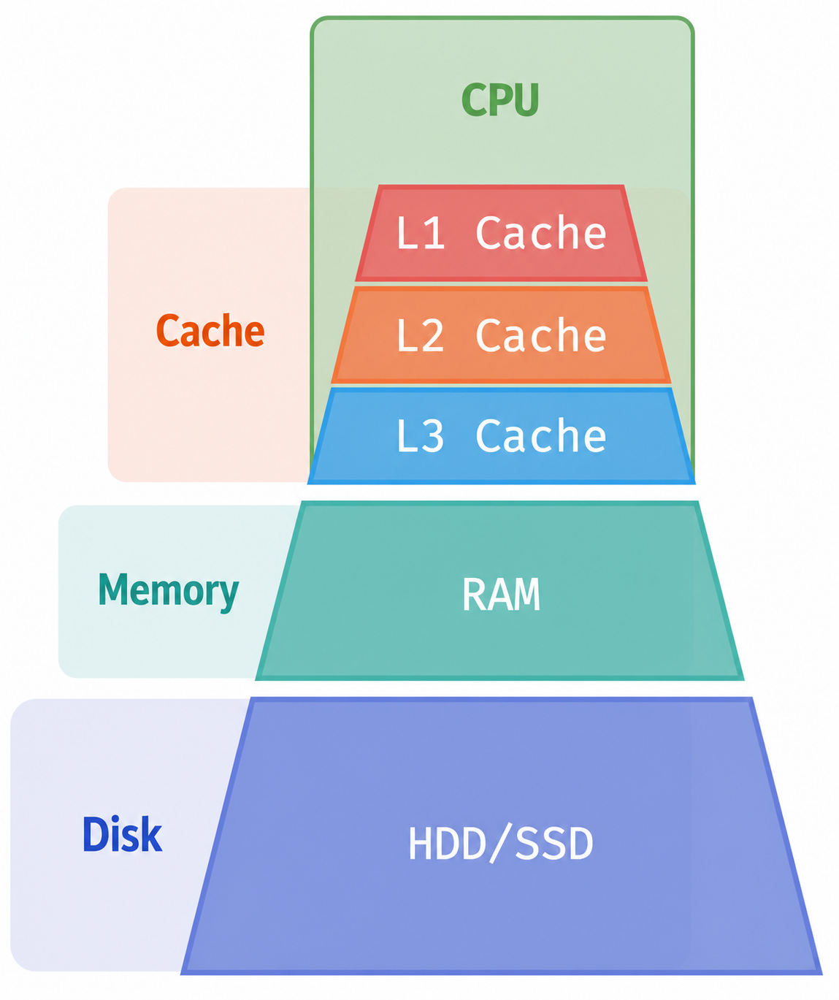 CPU
L1 Cache
Cache
L2 Cache
L3 Cache
Memory
RAM
Disk
HDD/SSD